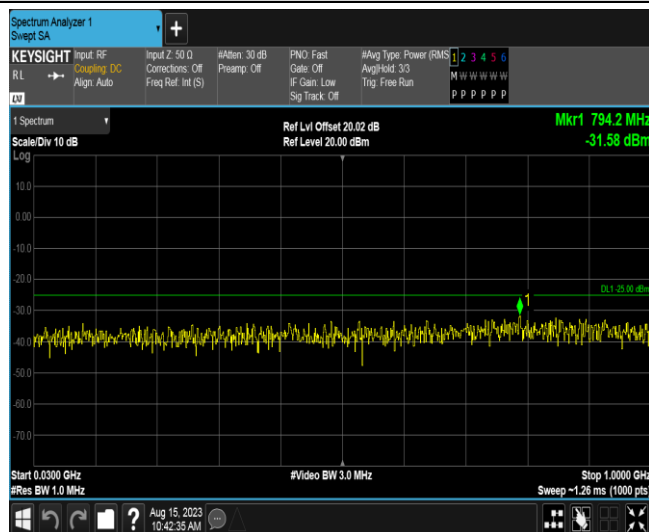 Spectrum Analyzer 1
Swept SA
+
KEYSIGHT Input: RF Input Z: 50 Ω #Atten: 30 dB PNO: Fast #Avg Type: Power (RMS 1 2 3 4 5 6
RL Coupling: DC Corrections: Off Preamp: Off Gate: Off Avg|Hold: 3/3 M W W W W W
Align: Auto Freq Ref: Int (S) IF Gain: Low Trig: Free Run
Sig Track: Off P P P P P P
LXI
1 Spectrum Ref Lvl Offset 20.02 dB Mkr1 794.2 MHz
Scale/Div 10 dB Ref Level 20.00 dBm -31.58 dBm
Log
10.0
0.00
-10.0
-20.0
DL1 -25.00 dBm
1
-30.0
-40.0
-50.0
-60.0
-70.0
Start 0.0300 GHz #Video BW 3.0 MHz Stop 1.0000 GHz
#Res BW 1.0 MHz Sweep ~1.26 ms (1000 pts)
? Aug 15, 2023
10:42:35 AM